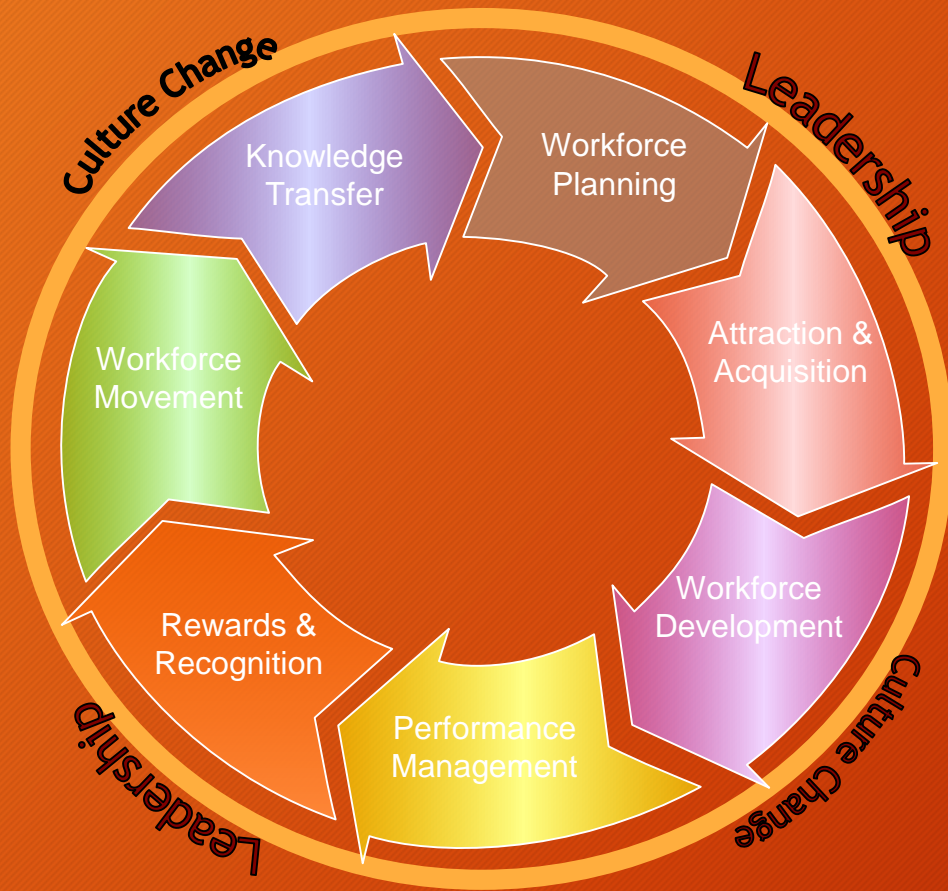 Culture Change
Leadership
Knowledge
Transfer
Workforce
Planning
Attraction &
Acquisition
Workforce
Movement
Workforce
Development
Rewards &
Recognition
Performance
Management
Leadership
Culture Change